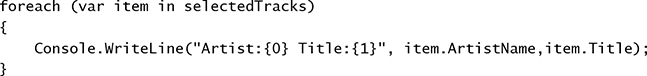 foreach (var item in selectedTracks)
{
    Console.WriteLine("Artist:{0} Title:{1}", item.ArtistName,item.Title);
}